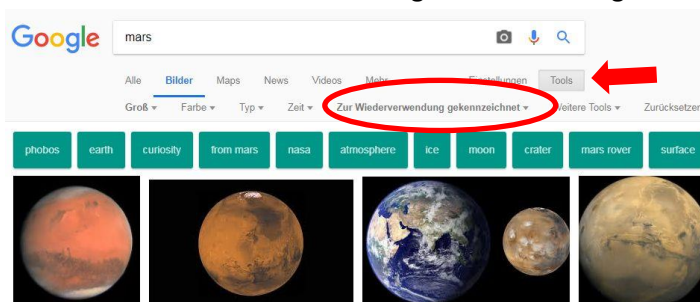 Google mars
Alle Bilder Maps News Videos Mehr Einstellungen Tools
Groß Farbe Typ Zeit Zur Wiederverwendung gekennzeichnet Weitere Tools Zurücksetzen
phobos earth curiosity from mars nasa atmosphere ice moon crater mars rover surface